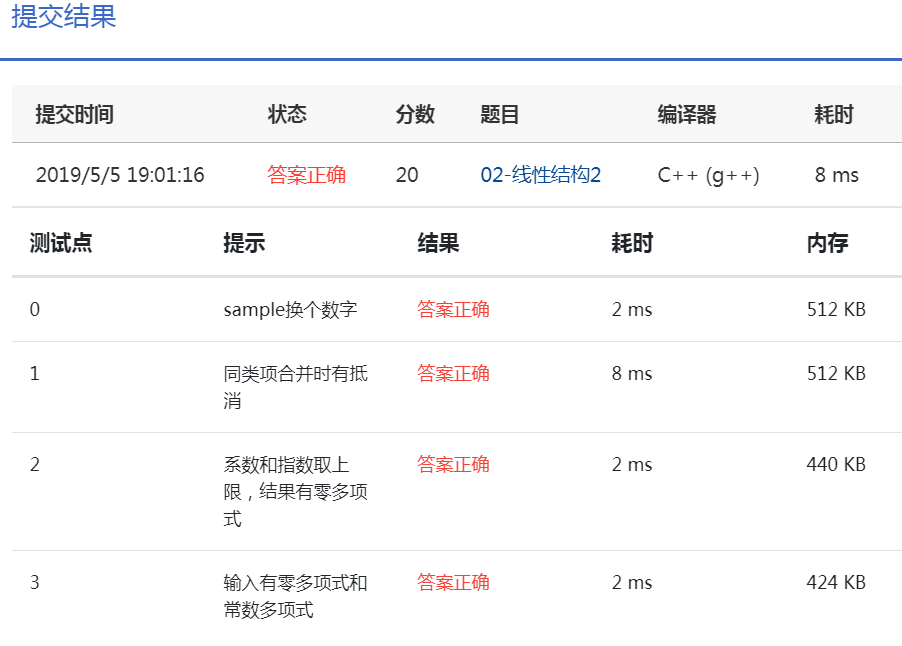 提交结果
提交时间 状态 分数 题目 编译器 耗时
2019/5/5 19:01:16 答案正确 20 02-线性结构2 C++ (g++) 8 ms
测试点 提示 结果 耗时 内存
0 sample换个数字 答案正确 2 ms 512 KB
1 同类项合并时有抵 答案正确 8 ms 512 KB
消
2 系数和指数取上 答案正确 2 ms 440 KB
限，结果有零多项
式
3 输入有零多项式和 答案正确 2 ms 424 KB
常数多项式